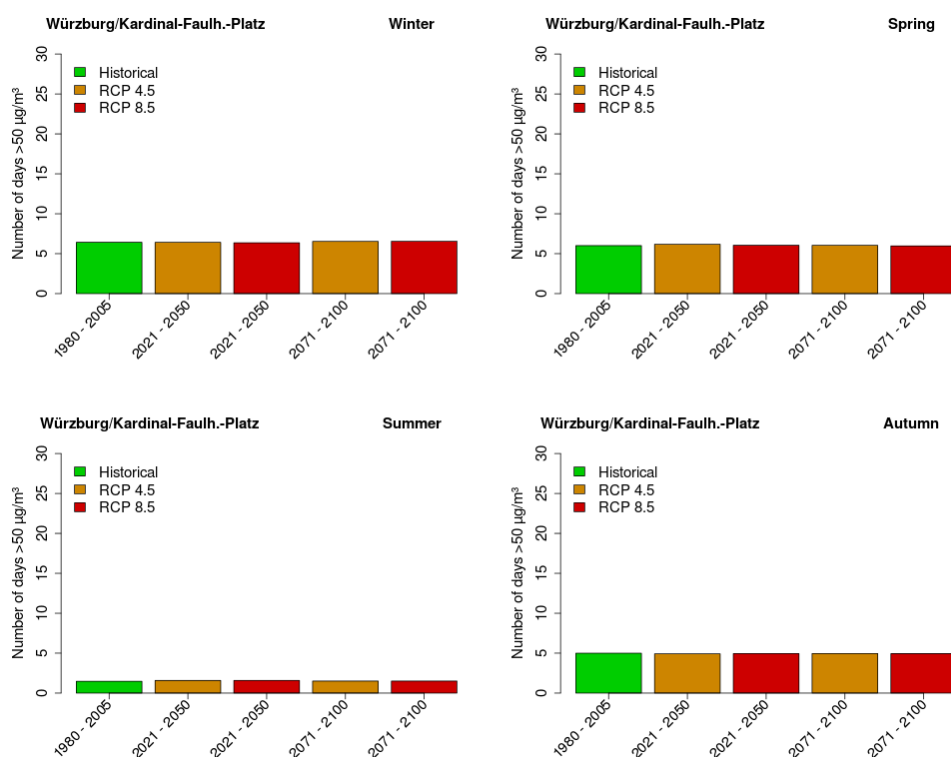 Würzburg/Kardinal-Faulh.-Platz Winter
Number of days >50 µg/m³
0 5 10 15 20 25 30
Historical
RCP 4.5
RCP 8.5
1980 - 2005
2021 - 2050
2021 - 2050
2071 - 2100
2071 - 2100
Würzburg/Kardinal-Faulh.-Platz Spring
Number of days >50 µg/m³
0 5 10 15 20 25 30
Historical
RCP 4.5
RCP 8.5
1980 - 2005
2021 - 2050
2021 - 2050
2071 - 2100
2071 - 2100
Würzburg/Kardinal-Faulh.-Platz Summer
Number of days >50 µg/m³
0 5 10 15 20 25 30
Historical
RCP 4.5
RCP 8.5
1980 - 2005
2021 - 2050
2021 - 2050
2071 - 2100
2071 - 2100
Würzburg/Kardinal-Faulh.-Platz Autumn
Number of days >50 µg/m³
0 5 10 15 20 25 30
Historical
RCP 4.5
RCP 8.5
1980 - 2005
2021 - 2050
2021 - 2050
2071 - 2100
2071 - 2100